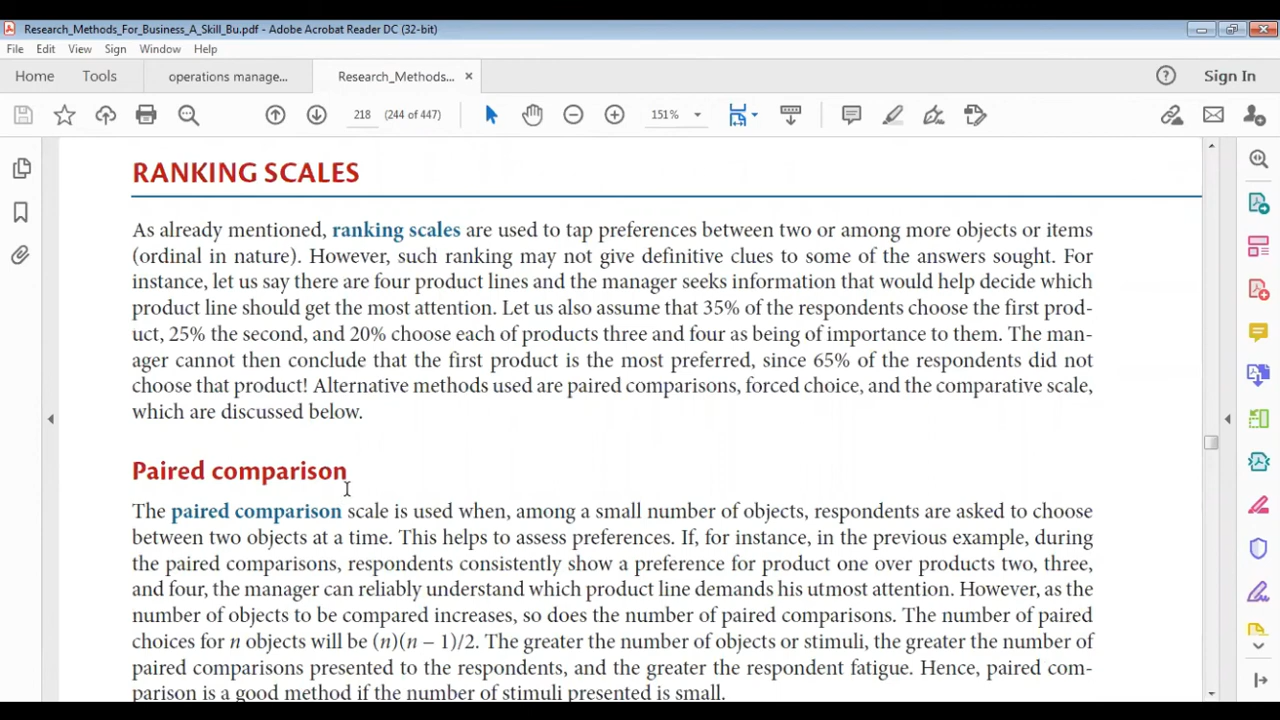 Research_Methods_For_Business_A_Skill_Bu.pdf - Adobe Acrobat Reader DC (32-bit)
File Edit View Sign Window Help
Home Tools operations manage... Research_Methods... × Sign In
218 (244 of 447) 151%
RANKING SCALES
As already mentioned, ranking scales are used to tap preferences between two or among more objects or items
(ordinal in nature). However, such ranking may not give definitive clues to some of the answers sought. For
instance, let us say there are four product lines and the manager seeks information that would help decide which
product line should get the most attention. Let us also assume that 35% of the respondents choose the first prod-
uct, 25% the second, and 20% choose each of products three and four as being of importance to them. The man-
ager cannot then conclude that the first product is the most preferred, since 65% of the respondents did not
choose that product! Alternative methods used are paired comparisons, forced choice, and the comparative scale,
which are discussed below.
Paired comparison
The paired comparison scale is used when, among a small number of objects, respondents are asked to choose
between two objects at a time. This helps to assess preferences. If, for instance, in the previous example, during
the paired comparisons, respondents consistently show a preference for product one over products two, three,
and four, the manager can reliably understand which product line demands his utmost attention. However, as the
number of objects to be compared increases, so does the number of paired comparisons. The number of paired
choices for n objects will be (n)(n − 1)/2. The greater the number of objects or stimuli, the greater the number of
paired comparisons presented to the respondents, and the greater the respondent fatigue. Hence, paired com-
parison is a good method if the number of stimuli presented is small.